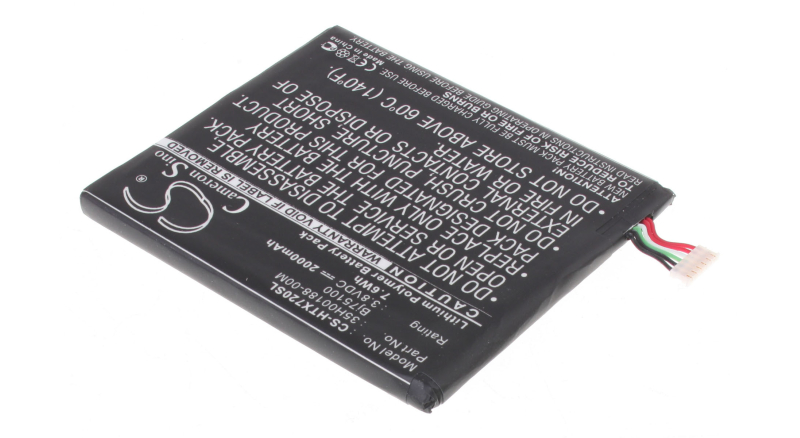 Cameron Sino
CAUTION WARRANTY VOID IF LABEL IS REMOVED
• DO NOT ATTEMPT TO DISASSEMBLE
OR SERVICE THE BATTERY PACK.
• REPLACE ONLY WITH THE BATTERY
PACK DESIGNATED FOR THIS PRODUCT.
• DO NOT CRUSH, PUNCTURE, SHORT
EXTERNAL CONTACTS OR DISPOSE OF
IN FIRE OR WATER.
• DO NOT STORE ABOVE 60°C (140°F).
ATTENTION!
TO REDUCE RISK OF FIRE OR BURNS.
NEW BATTERY PACK MUST BE FULLY CHARGED BEFORE USE
READ INSTRUCTIONS IN OPERATING GUIDE BEFORE USING THE BATTERY
Made in China
Model No. CS-HTX720SL
Part No. 35H00188-00M
BJ75100
3.8VDC ⎓ 2000mAh
7.6Wh
Lithium Polymer Battery Pack